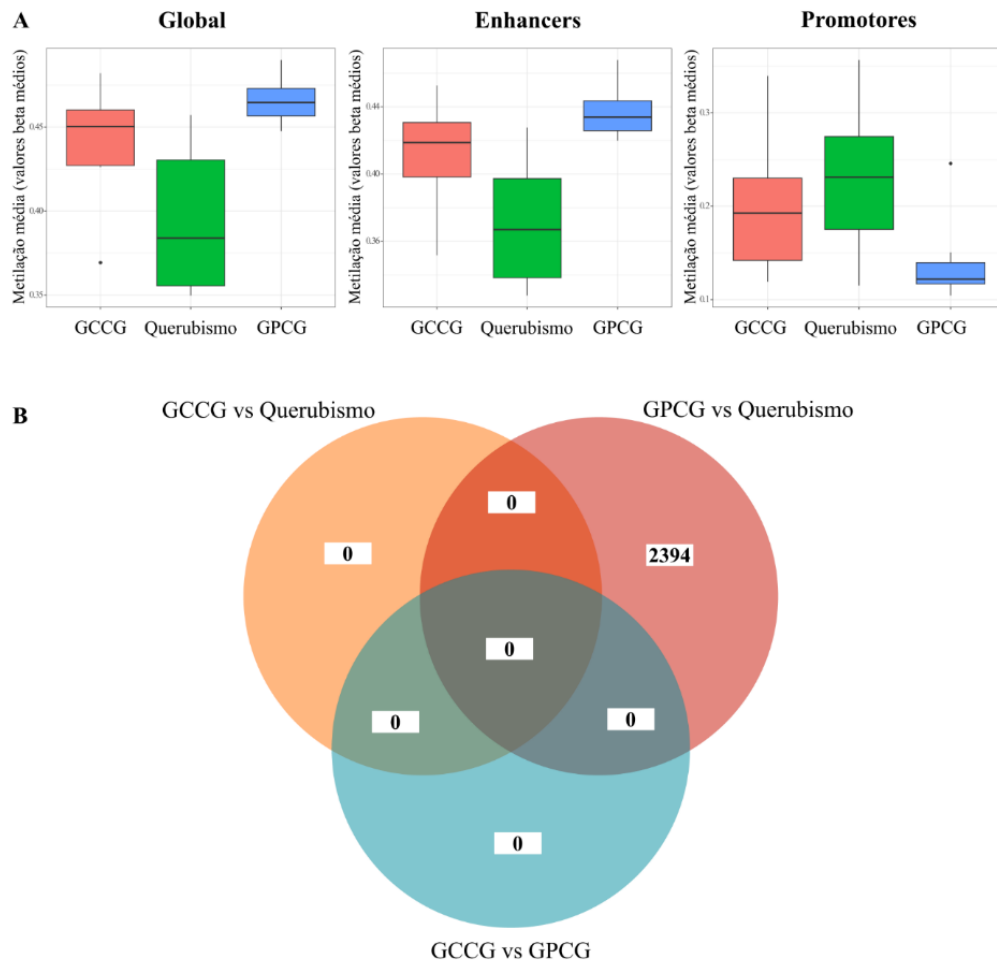 A
Global
Enhancers
Promotores
Metilação média (valores beta médios)
0.45
0.40
0.35
GCCG Querubismo GPCG
Metilação média (valores beta médios)
0.44
0.40
0.36
GCCG Querubismo GPCG
Metilação média (valores beta médios)
0.3
0.2
0.1
GCCG Querubismo GPCG
B
GCCG vs Querubismo
GPCG vs Querubismo
0
0
2394
0
0
0
0
GCCG vs GPCG